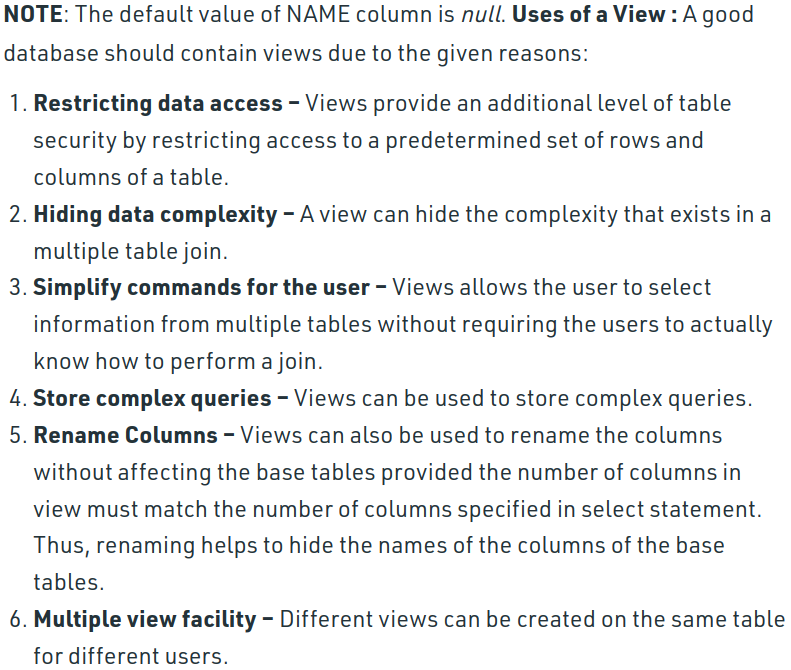 NOTE: The default value of NAME column is null. Uses of a View : A good
database should contain views due to the given reasons:
1. Restricting data access – Views provide an additional level of table
security by restricting access to a predetermined set of rows and
columns of a table.
2. Hiding data complexity – A view can hide the complexity that exists in a
multiple table join.
3. Simplify commands for the user – Views allows the user to select
information from multiple tables without requiring the users to actually
know how to perform a join.
4. Store complex queries – Views can be used to store complex queries.
5. Rename Columns – Views can also be used to rename the columns
without affecting the base tables provided the number of columns in
view must match the number of columns specified in select statement.
Thus, renaming helps to hide the names of the columns of the base
tables.
6. Multiple view facility – Different views can be created on the same table
for different users.